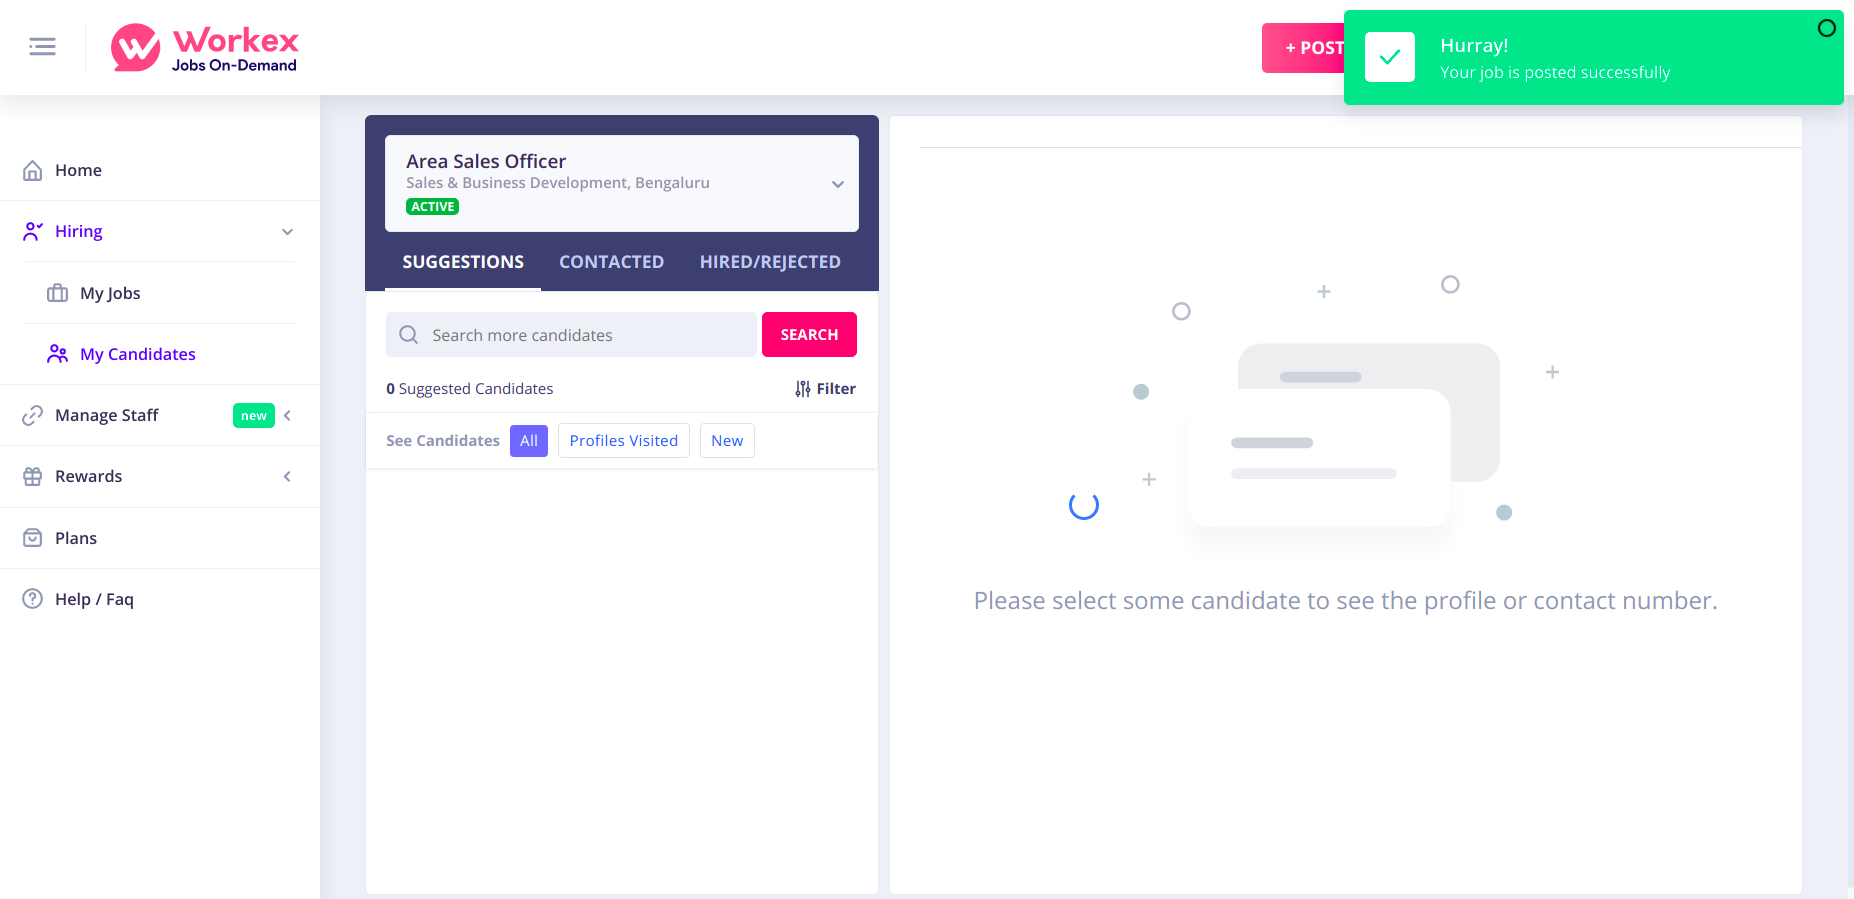 Workex
Jobs On-Demand
+ POST
Hurray!
Your job is posted successfully
Home
Hiring
My Jobs
My Candidates
Manage Staff
new
Rewards
Plans
Help / Faq
Area Sales Officer
Sales & Business Development, Bengaluru
ACTIVE
SUGGESTIONS CONTACTED HIRED/REJECTED
Search more candidates
SEARCH
0 Suggested Candidates
Filter
See Candidates All Profiles Visited New
Please select some candidate to see the profile or contact number.